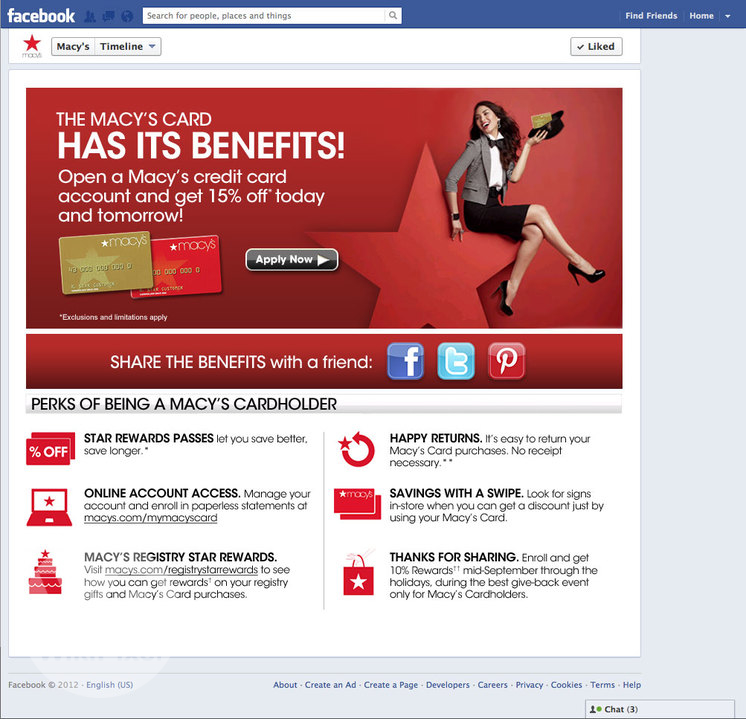 facebook
Search for people, places and things
Find Friends Home
macy's
Macy's Timeline
Liked
THE MACY'S CARD
HAS ITS BENEFITS!
Open a Macy's credit card
account and get 15% off* today
and tomorrow!
macy's
macy's
43 000 000 000 0
00 000 000 0
K. STAR CUSTOMER
STAR CUSTOMER
Apply Now
*Exclusions and limitations apply
SHARE THE BENEFITS with a friend:
PERKS OF BEING A MACY'S CARDHOLDER
% OFF
STAR REWARDS PASSES let you save better,
save longer.*
ONLINE ACCOUNT ACCESS. Manage your
account and enroll in paperless statements at
macys.com/mymacyscard
MACY'S REGISTRY STAR REWARDS.
Visit macys.com/registrystarrewards to see
how you can get rewards† on your registry
gifts and Macy's Card purchases.
HAPPY RETURNS. It's easy to return your
Macy's Card purchases. No receipt
necessary.**
macy's
SAVINGS WITH A SWIPE. Look for signs
in-store when you can get a discount just by
using your Macy's Card.
THANKS FOR SHARING. Enroll and get
10% Rewards†† mid-September through the
holidays, during the best give-back event
only for Macy's Cardholders.
Facebook © 2012 · English (US)
About · Create an Ad · Create a Page · Developers · Careers · Privacy · Cookies · Terms · Help
Chat (3)